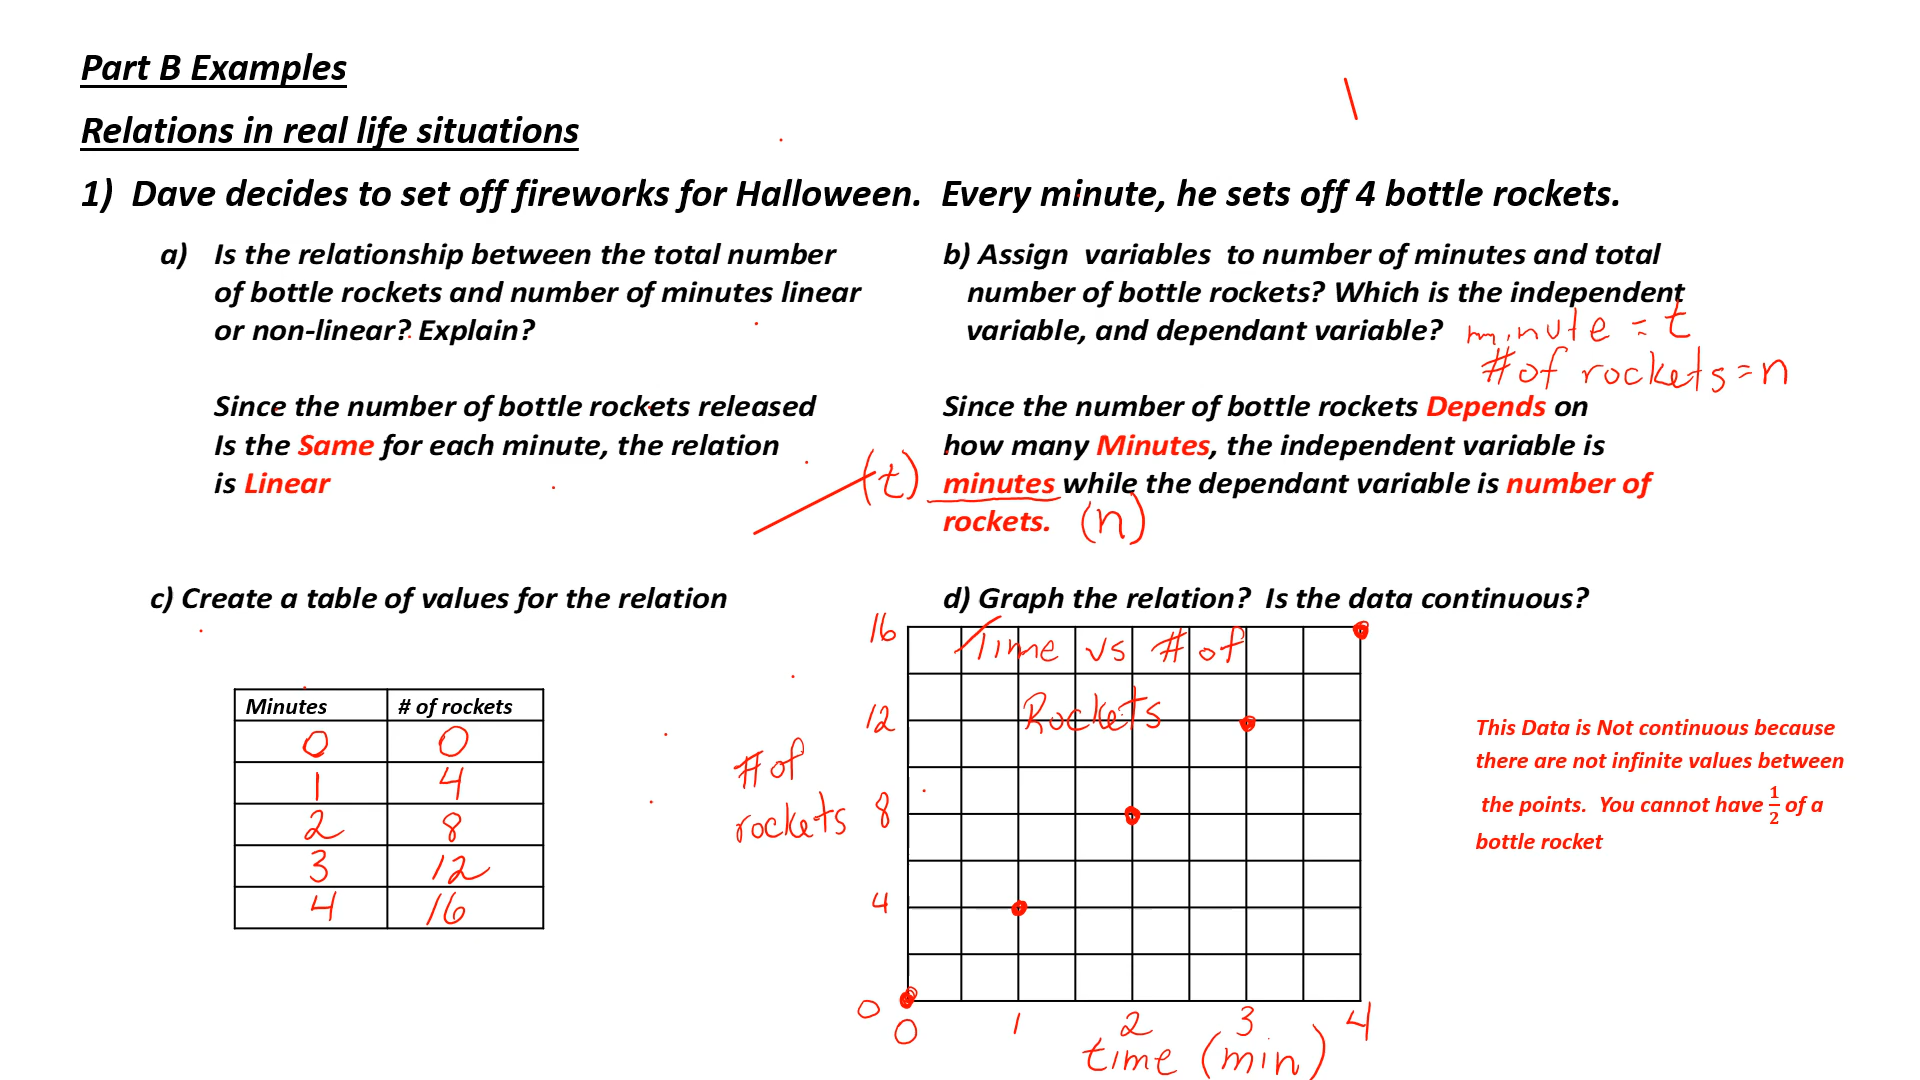 Part B Examples
Relations in real life situations
1) Dave decides to set off fireworks for Halloween. Every minute, he sets off 4 bottle rockets.
a) Is the relationship between the total number
of bottle rockets and number of minutes linear
or non-linear? Explain?
Since the number of bottle rockets released
Is the Same for each minute, the relation
is Linear
b) Assign variables to number of minutes and total
number of bottle rockets? Which is the independent
variable, and dependant variable? minute = t
# of rockets = n
Since the number of bottle rockets Depends on
how many Minutes, the independent variable is
(t) minutes while the dependant variable is number of
rockets. (n)
c) Create a table of values for the relation
Minutes # of rockets
0 0
1 4
2 8
3 12
4 16
d) Graph the relation? Is the data continuous?
Time vs # of
Rockets
# of
rockets
16
12
8
4
0
0 1 2 3 4
time (min)
This Data is Not continuous because
there are not infinite values between
the points. You cannot have 1/2 of a
bottle rocket